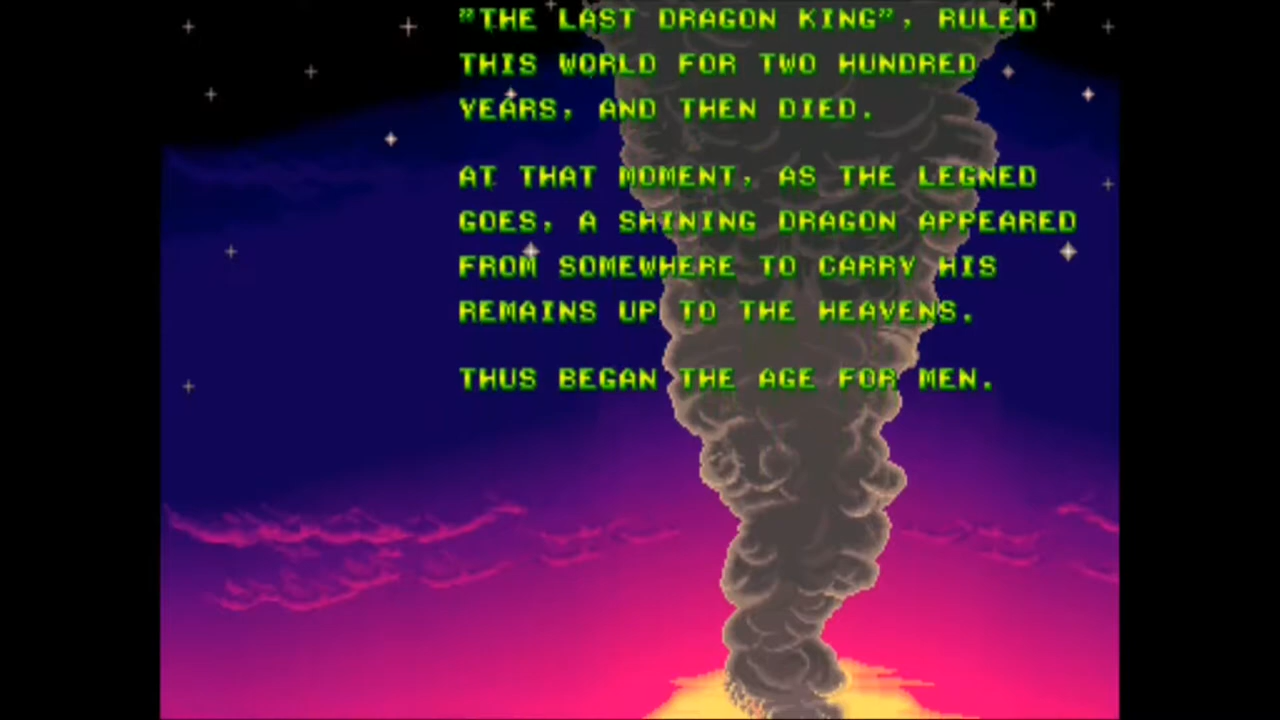 ”THE LAST DRAGON KING”, RULED
THIS WORLD FOR TWO HUNDRED
YEARS, AND THEN DIED.
AT THAT MOMENT, AS THE LEGNED
GOES, A SHINING DRAGON APPEARED
FROM SOMEWHERE TO CARRY HIS
REMAINS UP TO THE HEAVENS.
THUS BEGAN THE AGE FOR MEN.